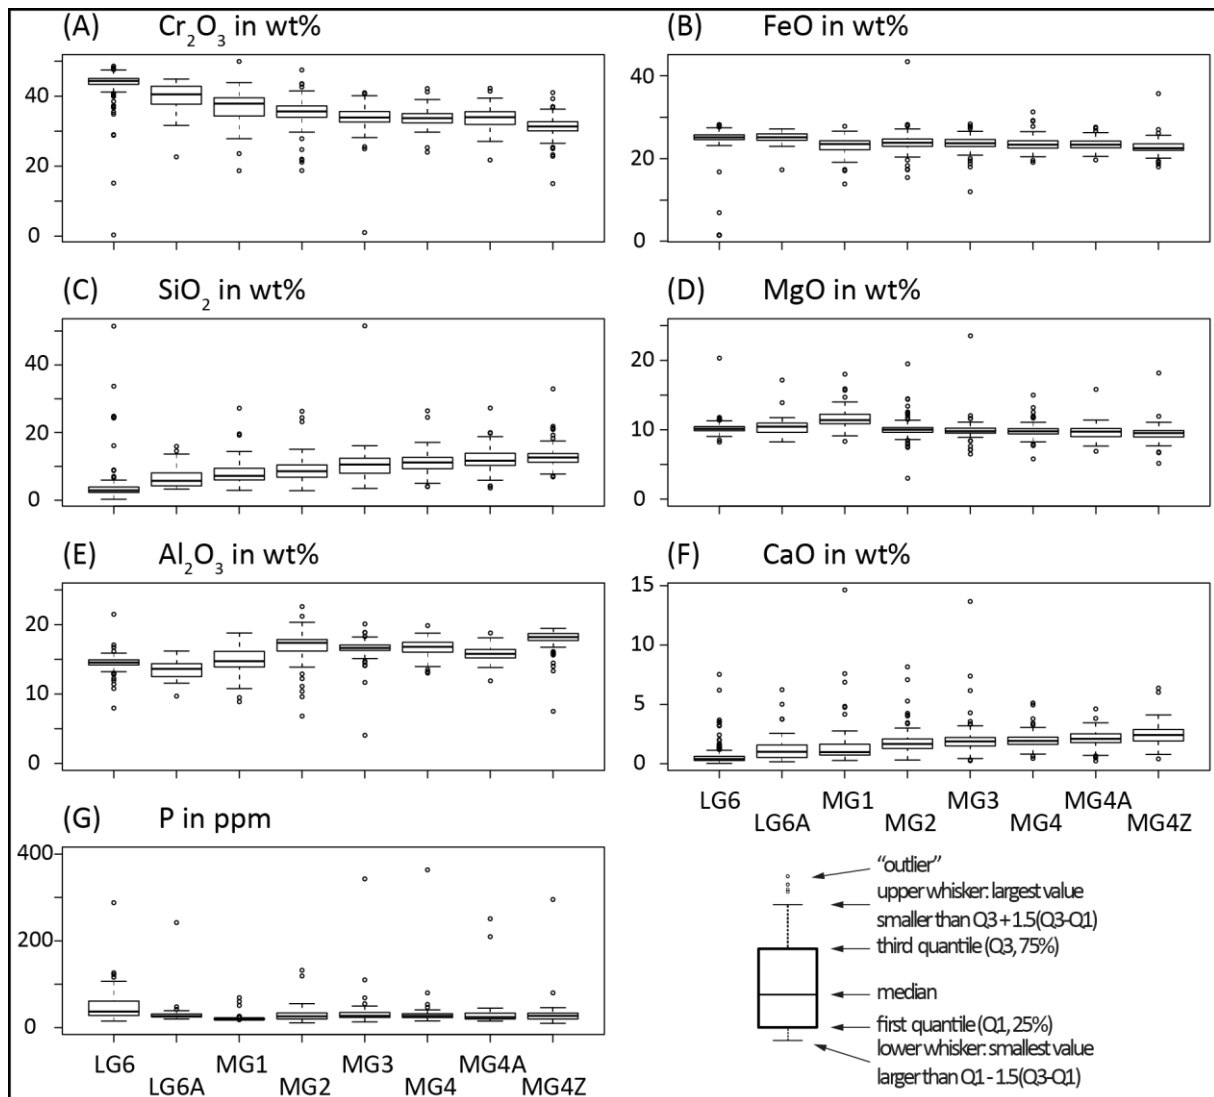 (A) Cr₂O₃ in wt%
40
20
0
(B) FeO in wt%
40
20
0
(C) SiO₂ in wt%
40
20
0
(D) MgO in wt%
20
10
0
(E) Al₂O₃ in wt%
20
10
0
(F) CaO in wt%
15
10
5
0
LG6 LG6A MG1 MG2 MG3 MG4 MG4A MG4Z
(G) P in ppm
400
200
0
LG6 LG6A MG1 MG2 MG3 MG4 MG4A MG4Z
“outlier”
upper whisker: largest value
smaller than Q3 + 1.5(Q3-Q1)
third quantile (Q3, 75%)
median
first quantile (Q1, 25%)
lower whisker: smallest value
larger than Q1 - 1.5(Q3-Q1)